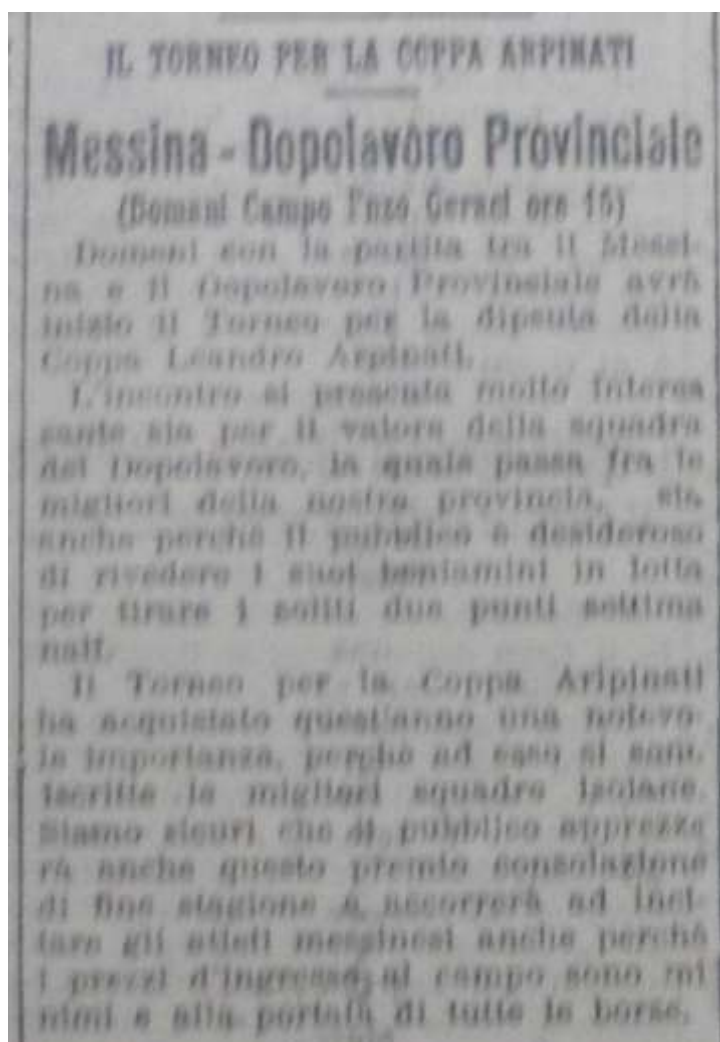 IL TORNEO PER LA COPPA ARPINATI
Messina - Dopolavoro Provinciale
(Domani Campo Enzo Geraci ore 16)
Domani con la partita tra il Messi-
na e il Dopolavoro Provinciale avrà
inizio il Torneo per la dipsuta della
Coppa Leandro Arpinati.
L'incontro si presenta molto interes
sante sia per il valore della squadra
del Dopolavoro, la quale passa fra le
migliori della nostra provincia, sia
anche perchè il pubblico è desideroso
di rivedere i suoi beniamini in lotta
per tirare i soliti due punti settima
nali.
Il Torneo per la Coppa Aripinati
ha acquistato quest'anno una notevo-
le importanza, perchè ad esso si sono
iscritte le migliori squadre isolane.
Siamo sicuri che il pubblico apprezze
rà anche questo premio consolazione
di fine stagione e accorrerà ad inci-
tare gli atleti messinesi anche perchè
i prezzi d'ingresso al campo sono mi
nimi e alla portata di tutte le borse.